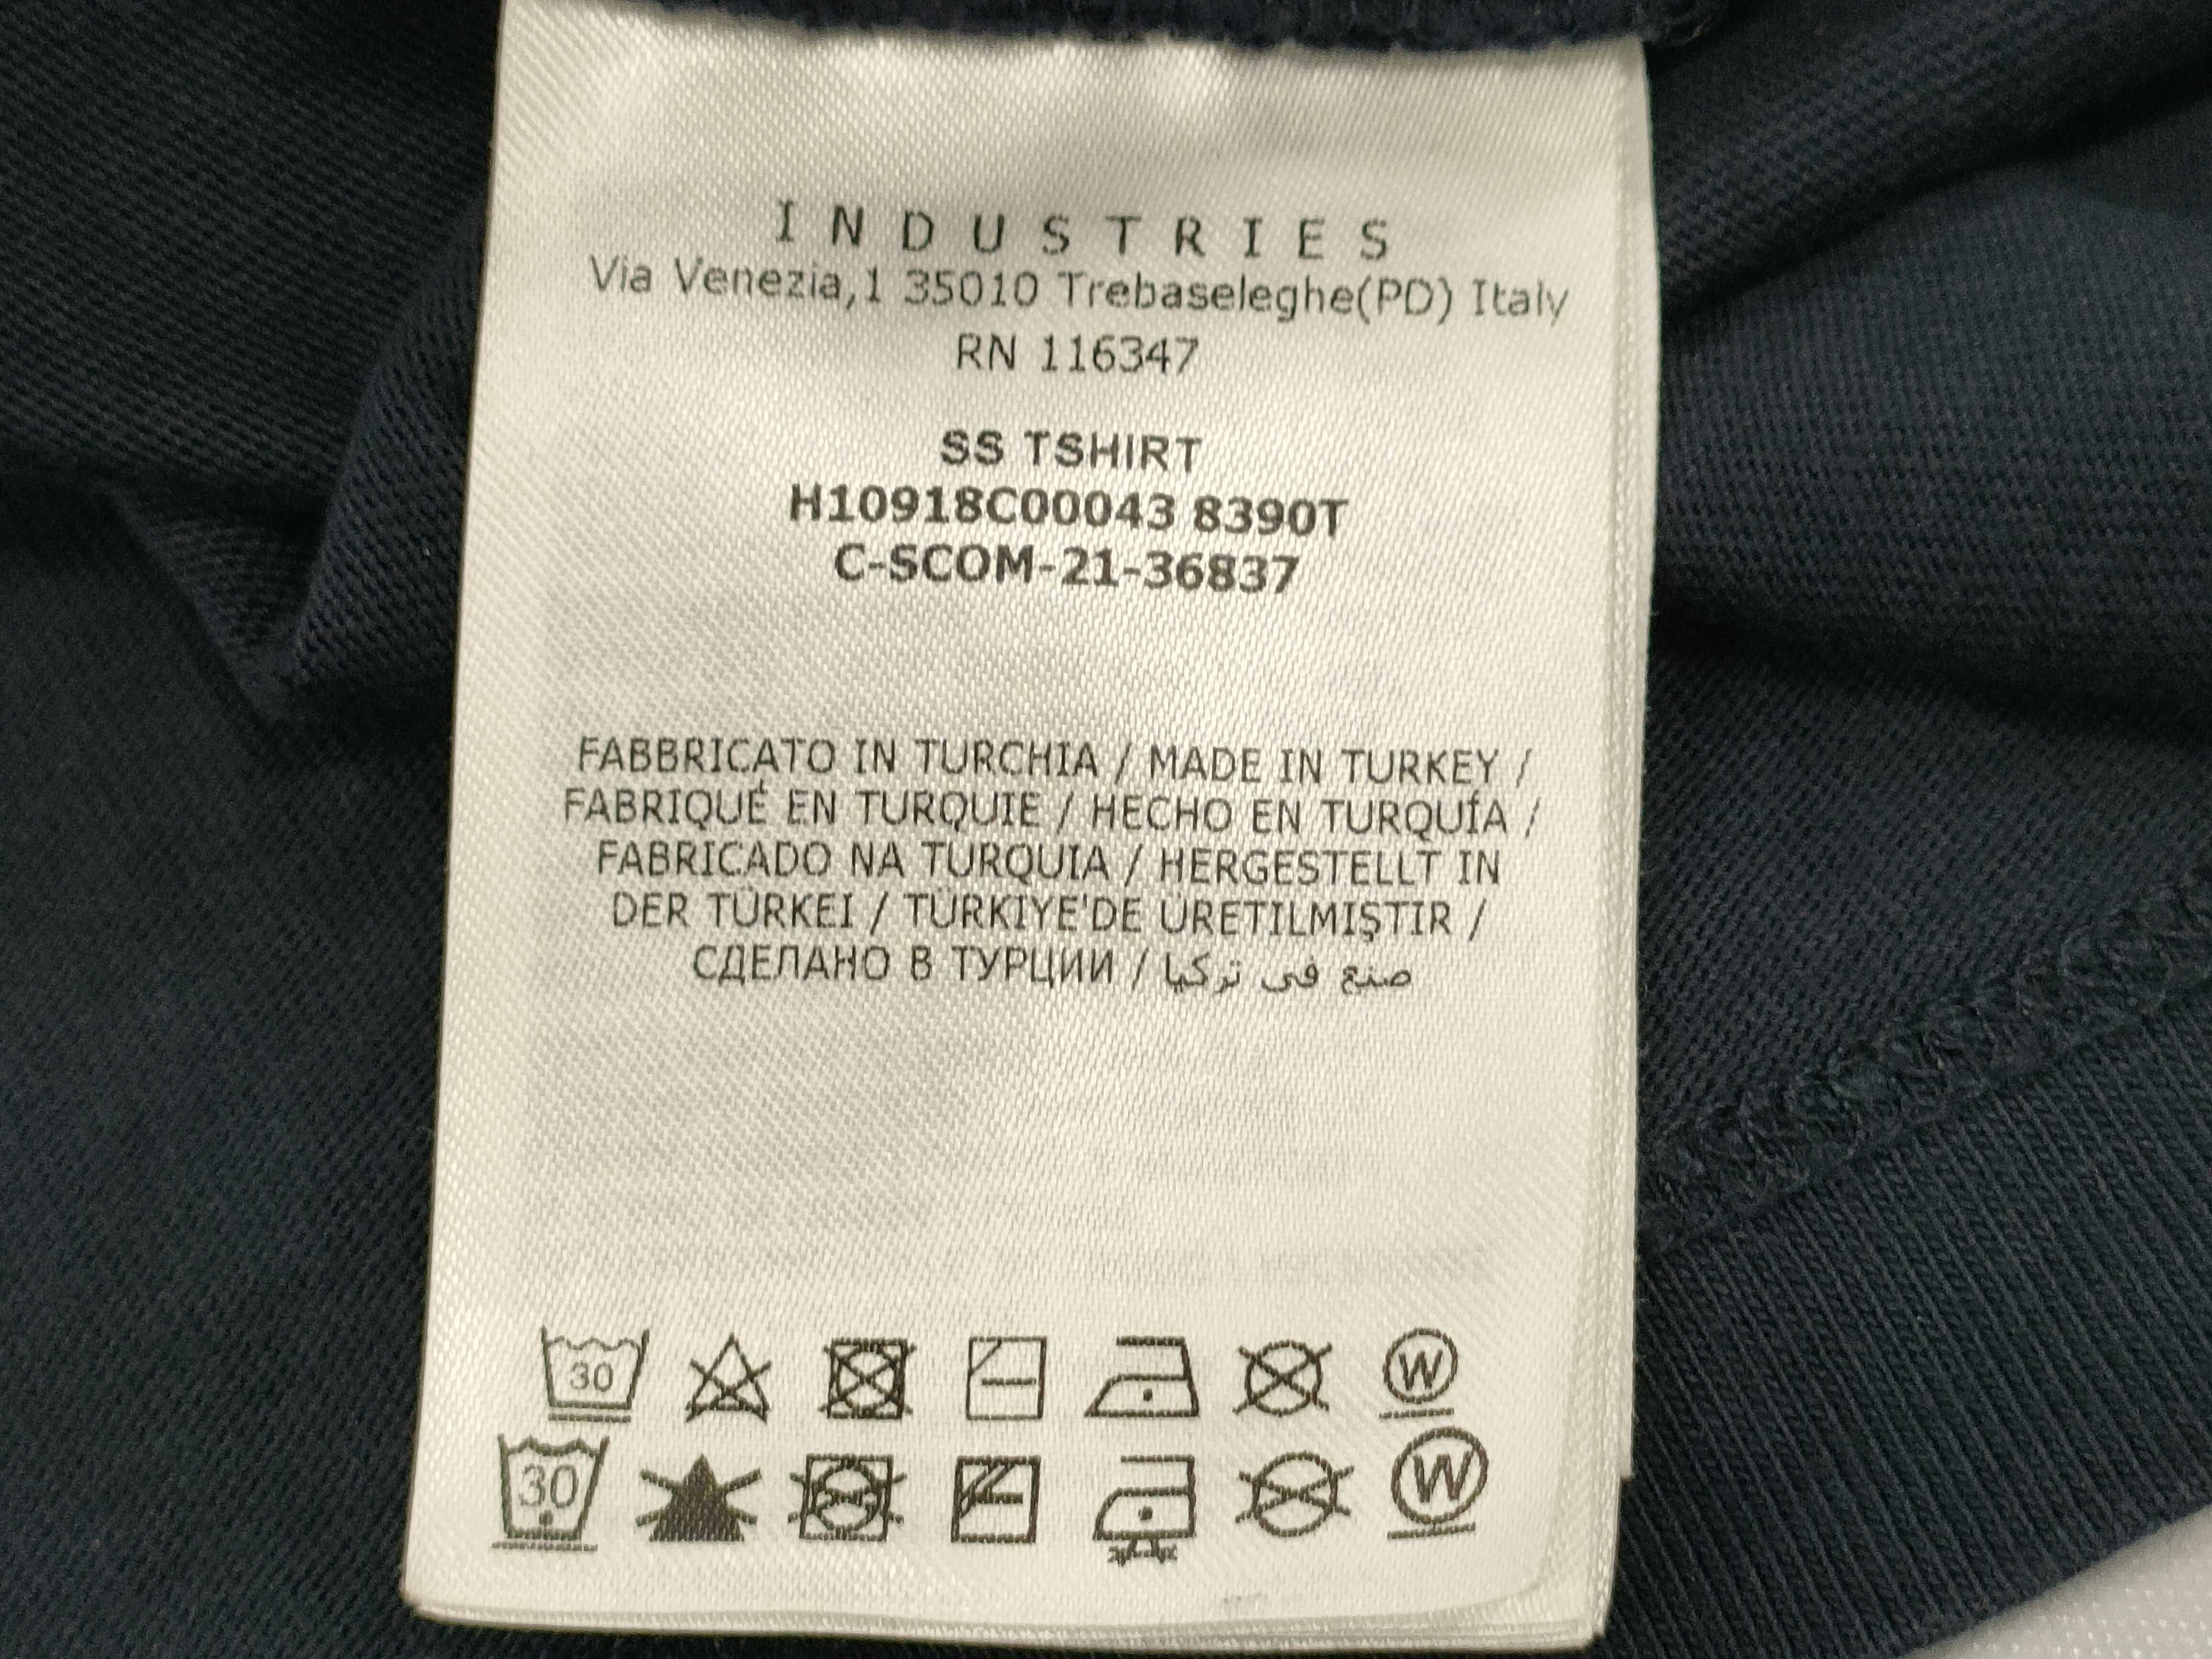 INDUSTRIES
Via Venezia,1 35010 Trebaseleghe(PD) Italy
RN 116347
SS TSHIRT
H10918C00043 8390T
C-SCOM-21-36837
FABBRICATO IN TURCHIA / MADE IN TURKEY /
FABRIQUÉ EN TURQUIE / HECHO EN TURQUÍA /
FABRICADO NA TURQUIA / HERGESTELLT IN
DER TÜRKEI / TÜRKIYE'DE ÜRETILMIŞTIR /
СДЕЛАНО В ТУРЦИИ / صنع في تركيا
30 W
30 W